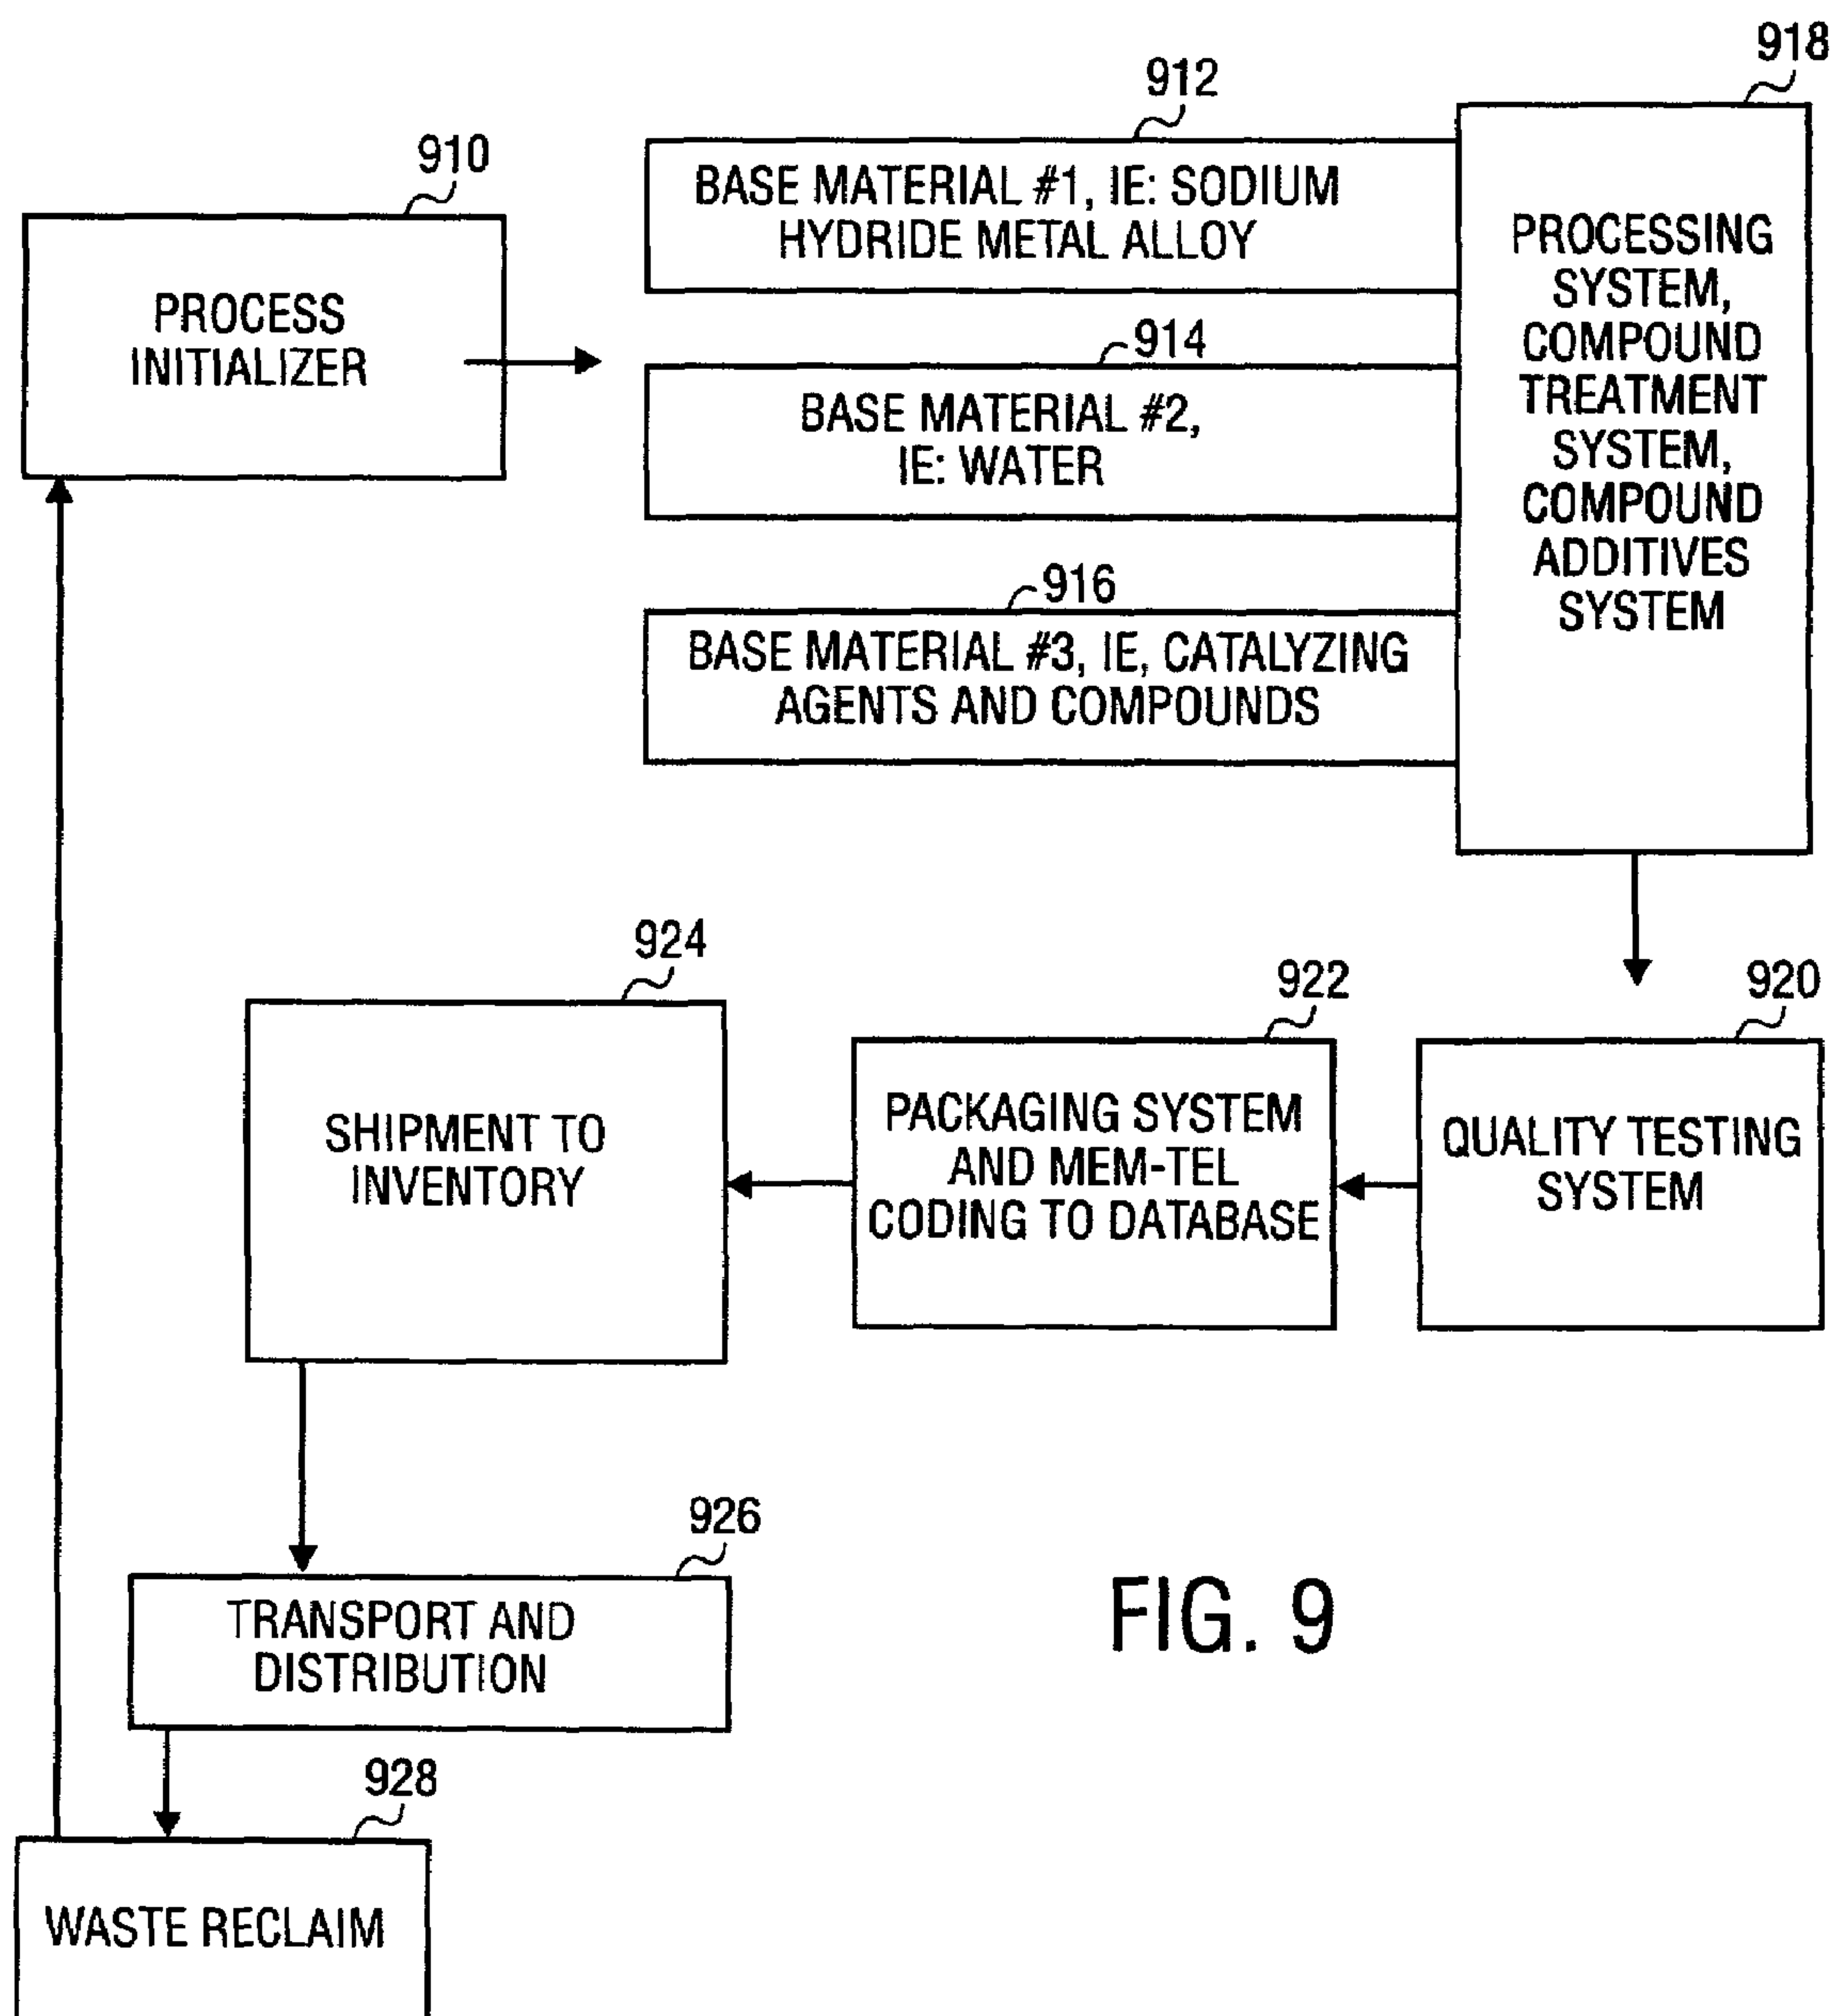 918
912
910
BASE MATERIAL #1, IE: SODIUM
HYDRIDE METAL ALLOY
PROCESS
INITIALIZER
914
BASE MATERIAL #2,
IE: WATER
916
BASE MATERIAL #3, IE, CATALYZING
AGENTS AND COMPOUNDS
PROCESSING
SYSTEM,
COMPOUND
TREATMENT
SYSTEM,
COMPOUND
ADDITIVES
SYSTEM
924
922
920
SHIPMENT TO
INVENTORY
PACKAGING SYSTEM
AND MEM-TEL
CODING TO DATABASE
QUALITY TESTING
SYSTEM
926
TRANSPORT AND
DISTRIBUTION
FIG. 9
928
WASTE RECLAIM